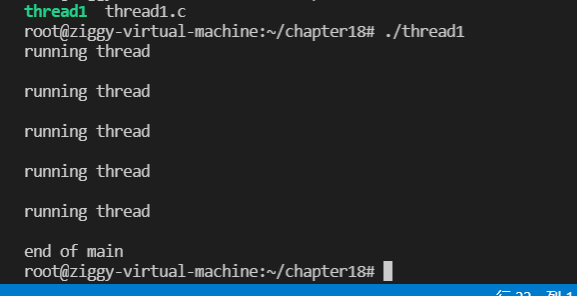 thread1  thread1.c
root@ziggy-virtual-machine:~/chapter18# ./thread1
running thread
running thread
running thread
running thread
running thread
end of main
root@ziggy-virtual-machine:~/chapter18#